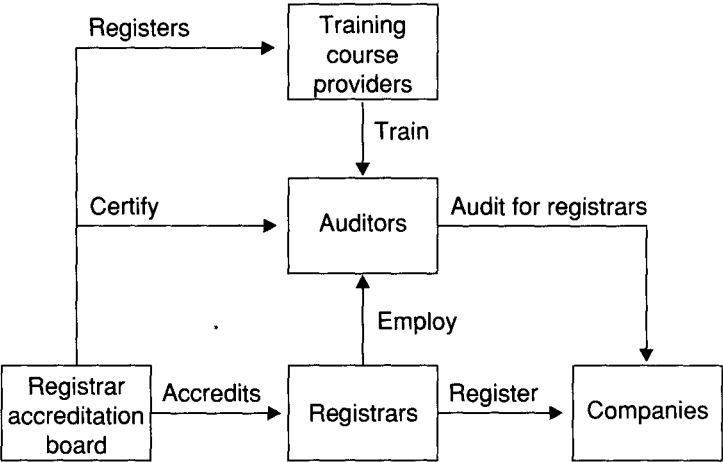 Registers
Training
course
providers
Train
Certify
Auditors
Audit for registrars
Employ
Registrar
accreditation
board
Accredits
Registrars
Register
Companies